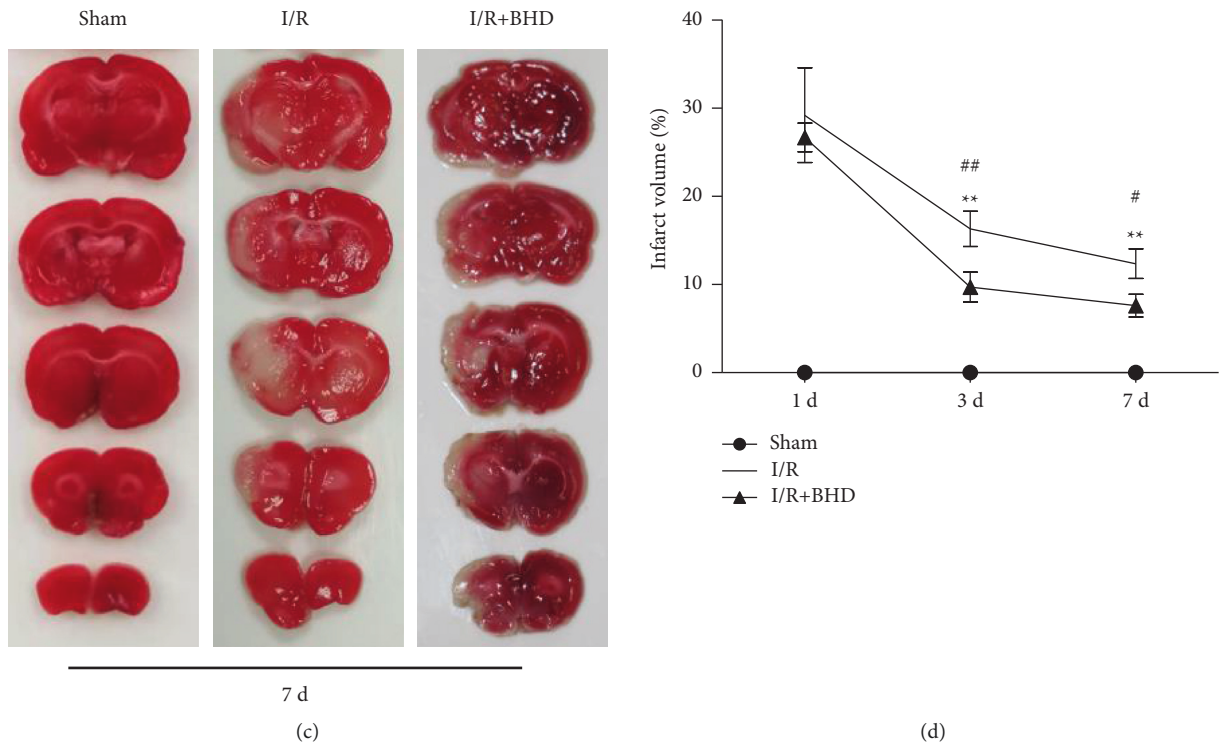 Sham I/R I/R+BHD
7 d
(c)
Infarct volume (%)
40
30
20
10
0
##
**
#
**
1 d 3 d 7 d
Sham
I/R
I/R+BHD
(d)